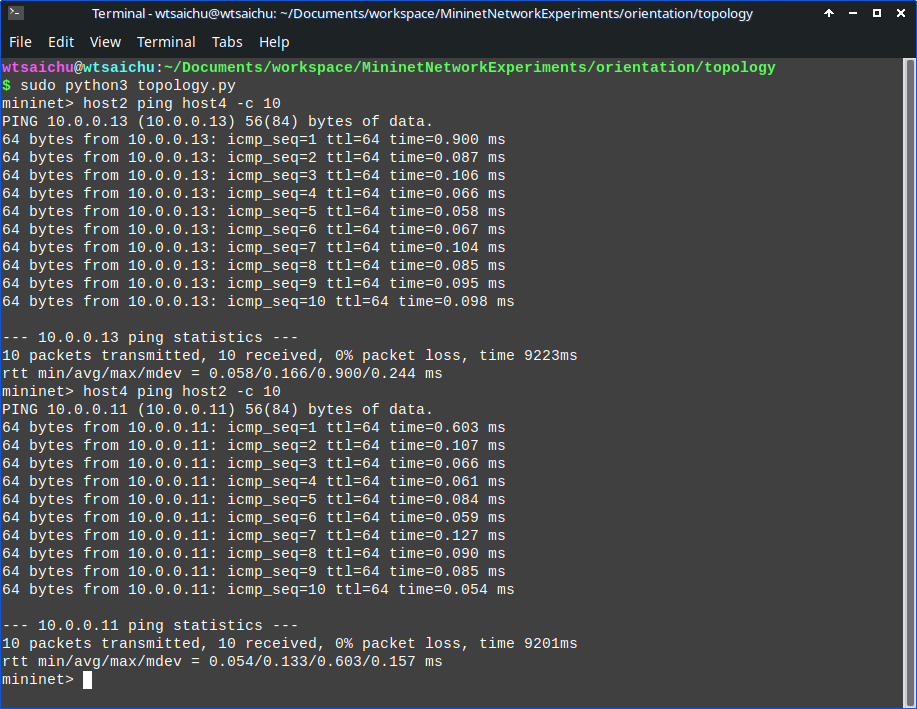 Terminal - wtsaichu@wtsaichu: ~/Documents/workspace/MininetNetworkExperiments/orientation/topology
File Edit View Terminal Tabs Help
wtsaichu@wtsaichu:~/Documents/workspace/MininetNetworkExperiments/orientation/topology
$ sudo python3 topology.py
mininet> host2 ping host4 -c 10
PING 10.0.0.13 (10.0.0.13) 56(84) bytes of data.
64 bytes from 10.0.0.13: icmp_seq=1 ttl=64 time=0.900 ms
64 bytes from 10.0.0.13: icmp_seq=2 ttl=64 time=0.087 ms
64 bytes from 10.0.0.13: icmp_seq=3 ttl=64 time=0.106 ms
64 bytes from 10.0.0.13: icmp_seq=4 ttl=64 time=0.066 ms
64 bytes from 10.0.0.13: icmp_seq=5 ttl=64 time=0.058 ms
64 bytes from 10.0.0.13: icmp_seq=6 ttl=64 time=0.067 ms
64 bytes from 10.0.0.13: icmp_seq=7 ttl=64 time=0.104 ms
64 bytes from 10.0.0.13: icmp_seq=8 ttl=64 time=0.085 ms
64 bytes from 10.0.0.13: icmp_seq=9 ttl=64 time=0.095 ms
64 bytes from 10.0.0.13: icmp_seq=10 ttl=64 time=0.098 ms
--- 10.0.0.13 ping statistics ---
10 packets transmitted, 10 received, 0% packet loss, time 9223ms
rtt min/avg/max/mdev = 0.058/0.166/0.900/0.244 ms
mininet> host4 ping host2 -c 10
PING 10.0.0.11 (10.0.0.11) 56(84) bytes of data.
64 bytes from 10.0.0.11: icmp_seq=1 ttl=64 time=0.603 ms
64 bytes from 10.0.0.11: icmp_seq=2 ttl=64 time=0.107 ms
64 bytes from 10.0.0.11: icmp_seq=3 ttl=64 time=0.066 ms
64 bytes from 10.0.0.11: icmp_seq=4 ttl=64 time=0.061 ms
64 bytes from 10.0.0.11: icmp_seq=5 ttl=64 time=0.084 ms
64 bytes from 10.0.0.11: icmp_seq=6 ttl=64 time=0.059 ms
64 bytes from 10.0.0.11: icmp_seq=7 ttl=64 time=0.127 ms
64 bytes from 10.0.0.11: icmp_seq=8 ttl=64 time=0.090 ms
64 bytes from 10.0.0.11: icmp_seq=9 ttl=64 time=0.085 ms
64 bytes from 10.0.0.11: icmp_seq=10 ttl=64 time=0.054 ms
--- 10.0.0.11 ping statistics ---
10 packets transmitted, 10 received, 0% packet loss, time 9201ms
rtt min/avg/max/mdev = 0.054/0.133/0.603/0.157 ms
mininet>